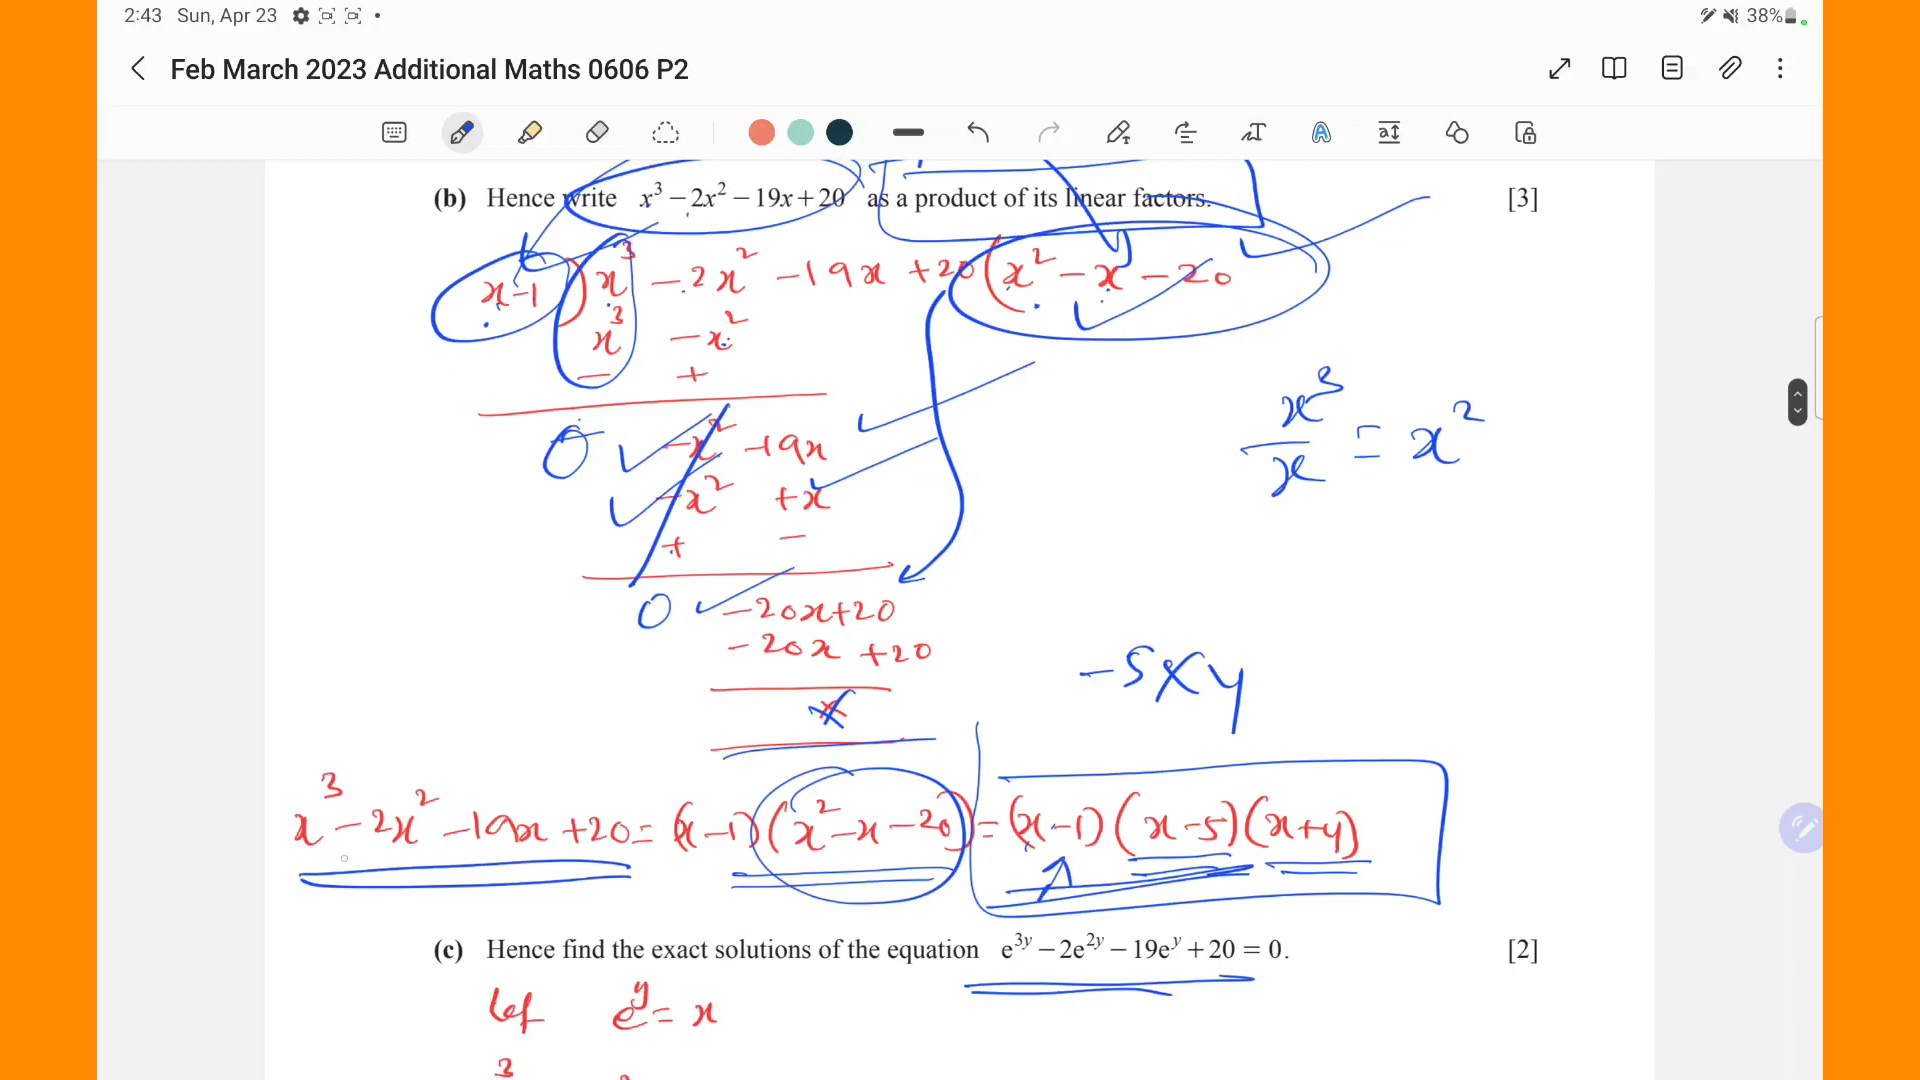 2:43 Sun, Apr 23
38%
Feb March 2023 Additional Maths 0606 P2
(b) Hence write x³ − 2x² − 19x + 20 as a product of its linear factors. [3]
x-1 ) x³ - 2x² - 19x + 20 ( x² - x - 20
x³ - x²
- +
0 -x² -19x
-x² +x
+ -
0 -20x+20
-20x +20
x³/x = x²
-5x4
x³ - 2x² - 19x + 20 = (x-1)(x² - x - 20) = (x-1)(x-5)(x+4)
(c) Hence find the exact solutions of the equation e³ʸ − 2e²ʸ − 19eʸ + 20 = 0. [2]
Let eʸ = x